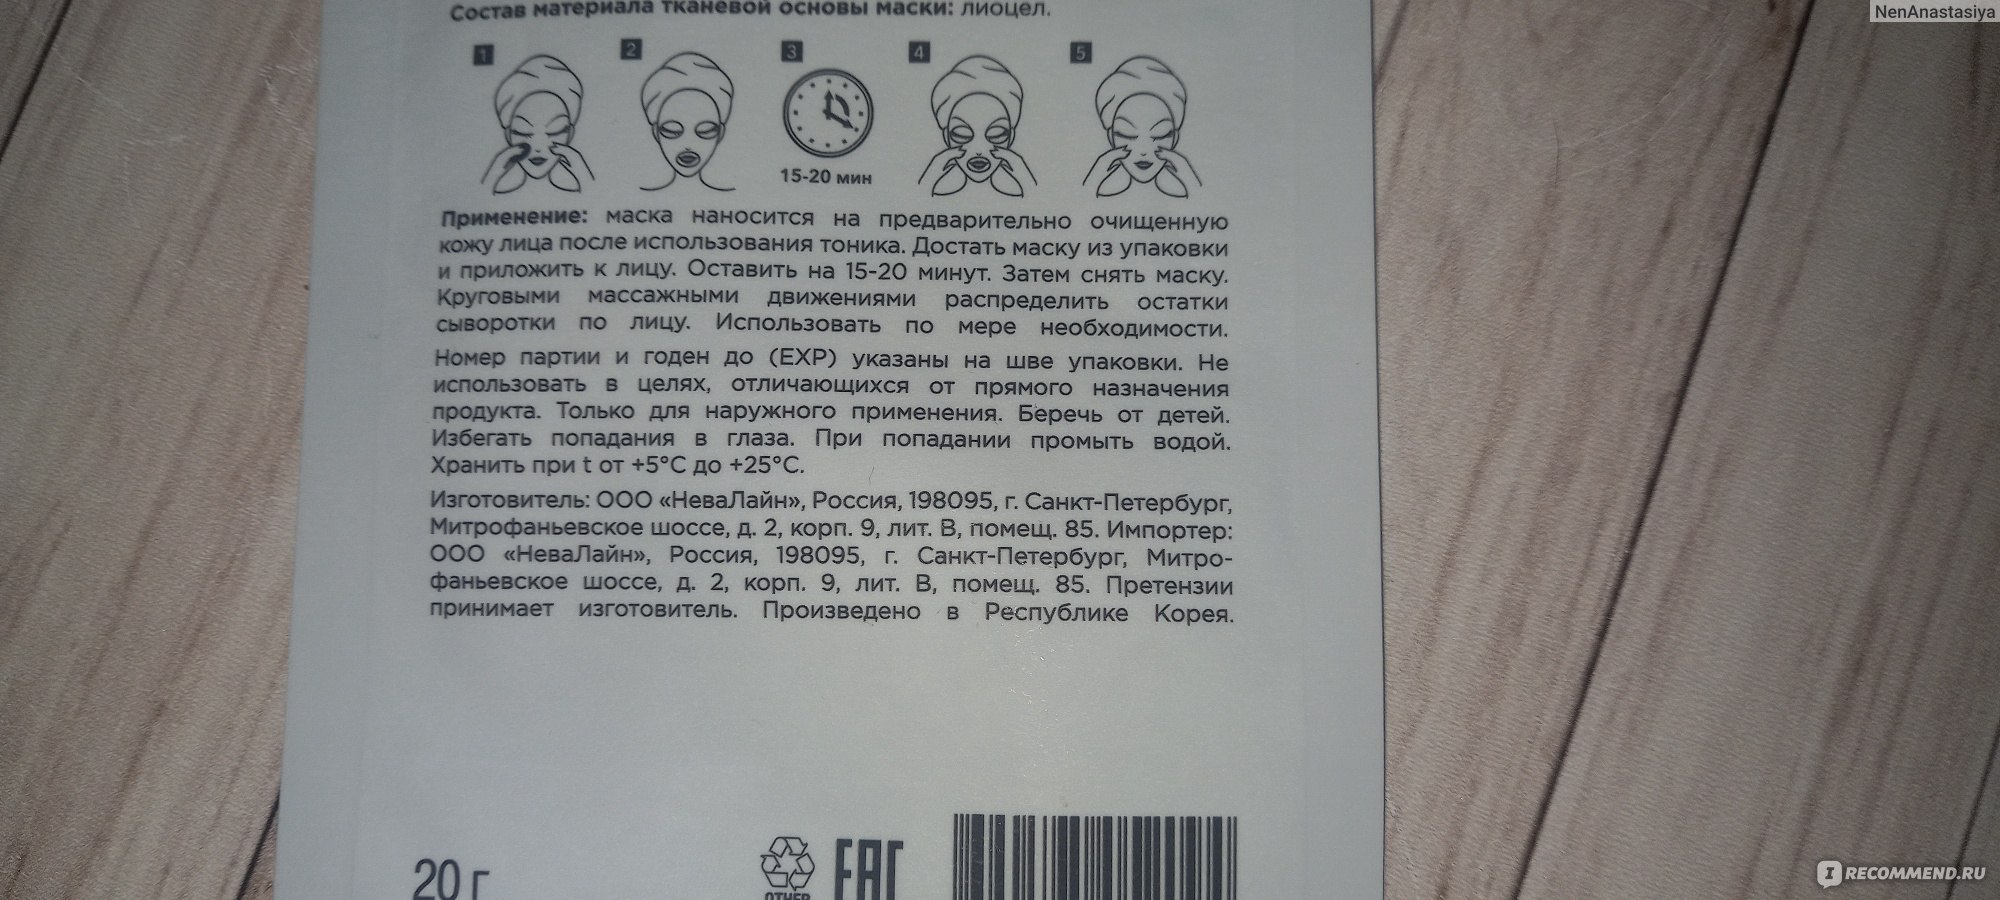 NenAnastasiya
Состав материала тканевой основы маски: лиоцел.
1 2 3 4 5
15-20 мин
Применение: маска наносится на предварительно очищенную
кожу лица после использования тоника. Достать маску из упаковки
и приложить к лицу. Оставить на 15-20 минут. Затем снять маску.
Круговыми массажными движениями распределить остатки
сыворотки по лицу. Использовать по мере необходимости.
Номер партии и годен до (EXP) указаны на шве упаковки. Не
использовать в целях, отличающихся от прямого назначения
продукта. Только для наружного применения. Беречь от детей.
Избегать попадания в глаза. При попадании промыть водой.
Хранить при t от +5°C до +25°C.
Изготовитель: ООО «НеваЛайн», Россия, 198095, г. Санкт-Петербург,
Митрофаньевское шоссе, д. 2, корп. 9, лит. В, помещ. 85. Импортер:
ООО «НеваЛайн», Россия, 198095, г. Санкт-Петербург, Митро-
фаньевское шоссе, д. 2, корп. 9, лит. В, помещ. 85. Претензии
принимает изготовитель. Произведено в Республике Корея.
20 г
OTHER
EAC
I RECOMMEND.RU